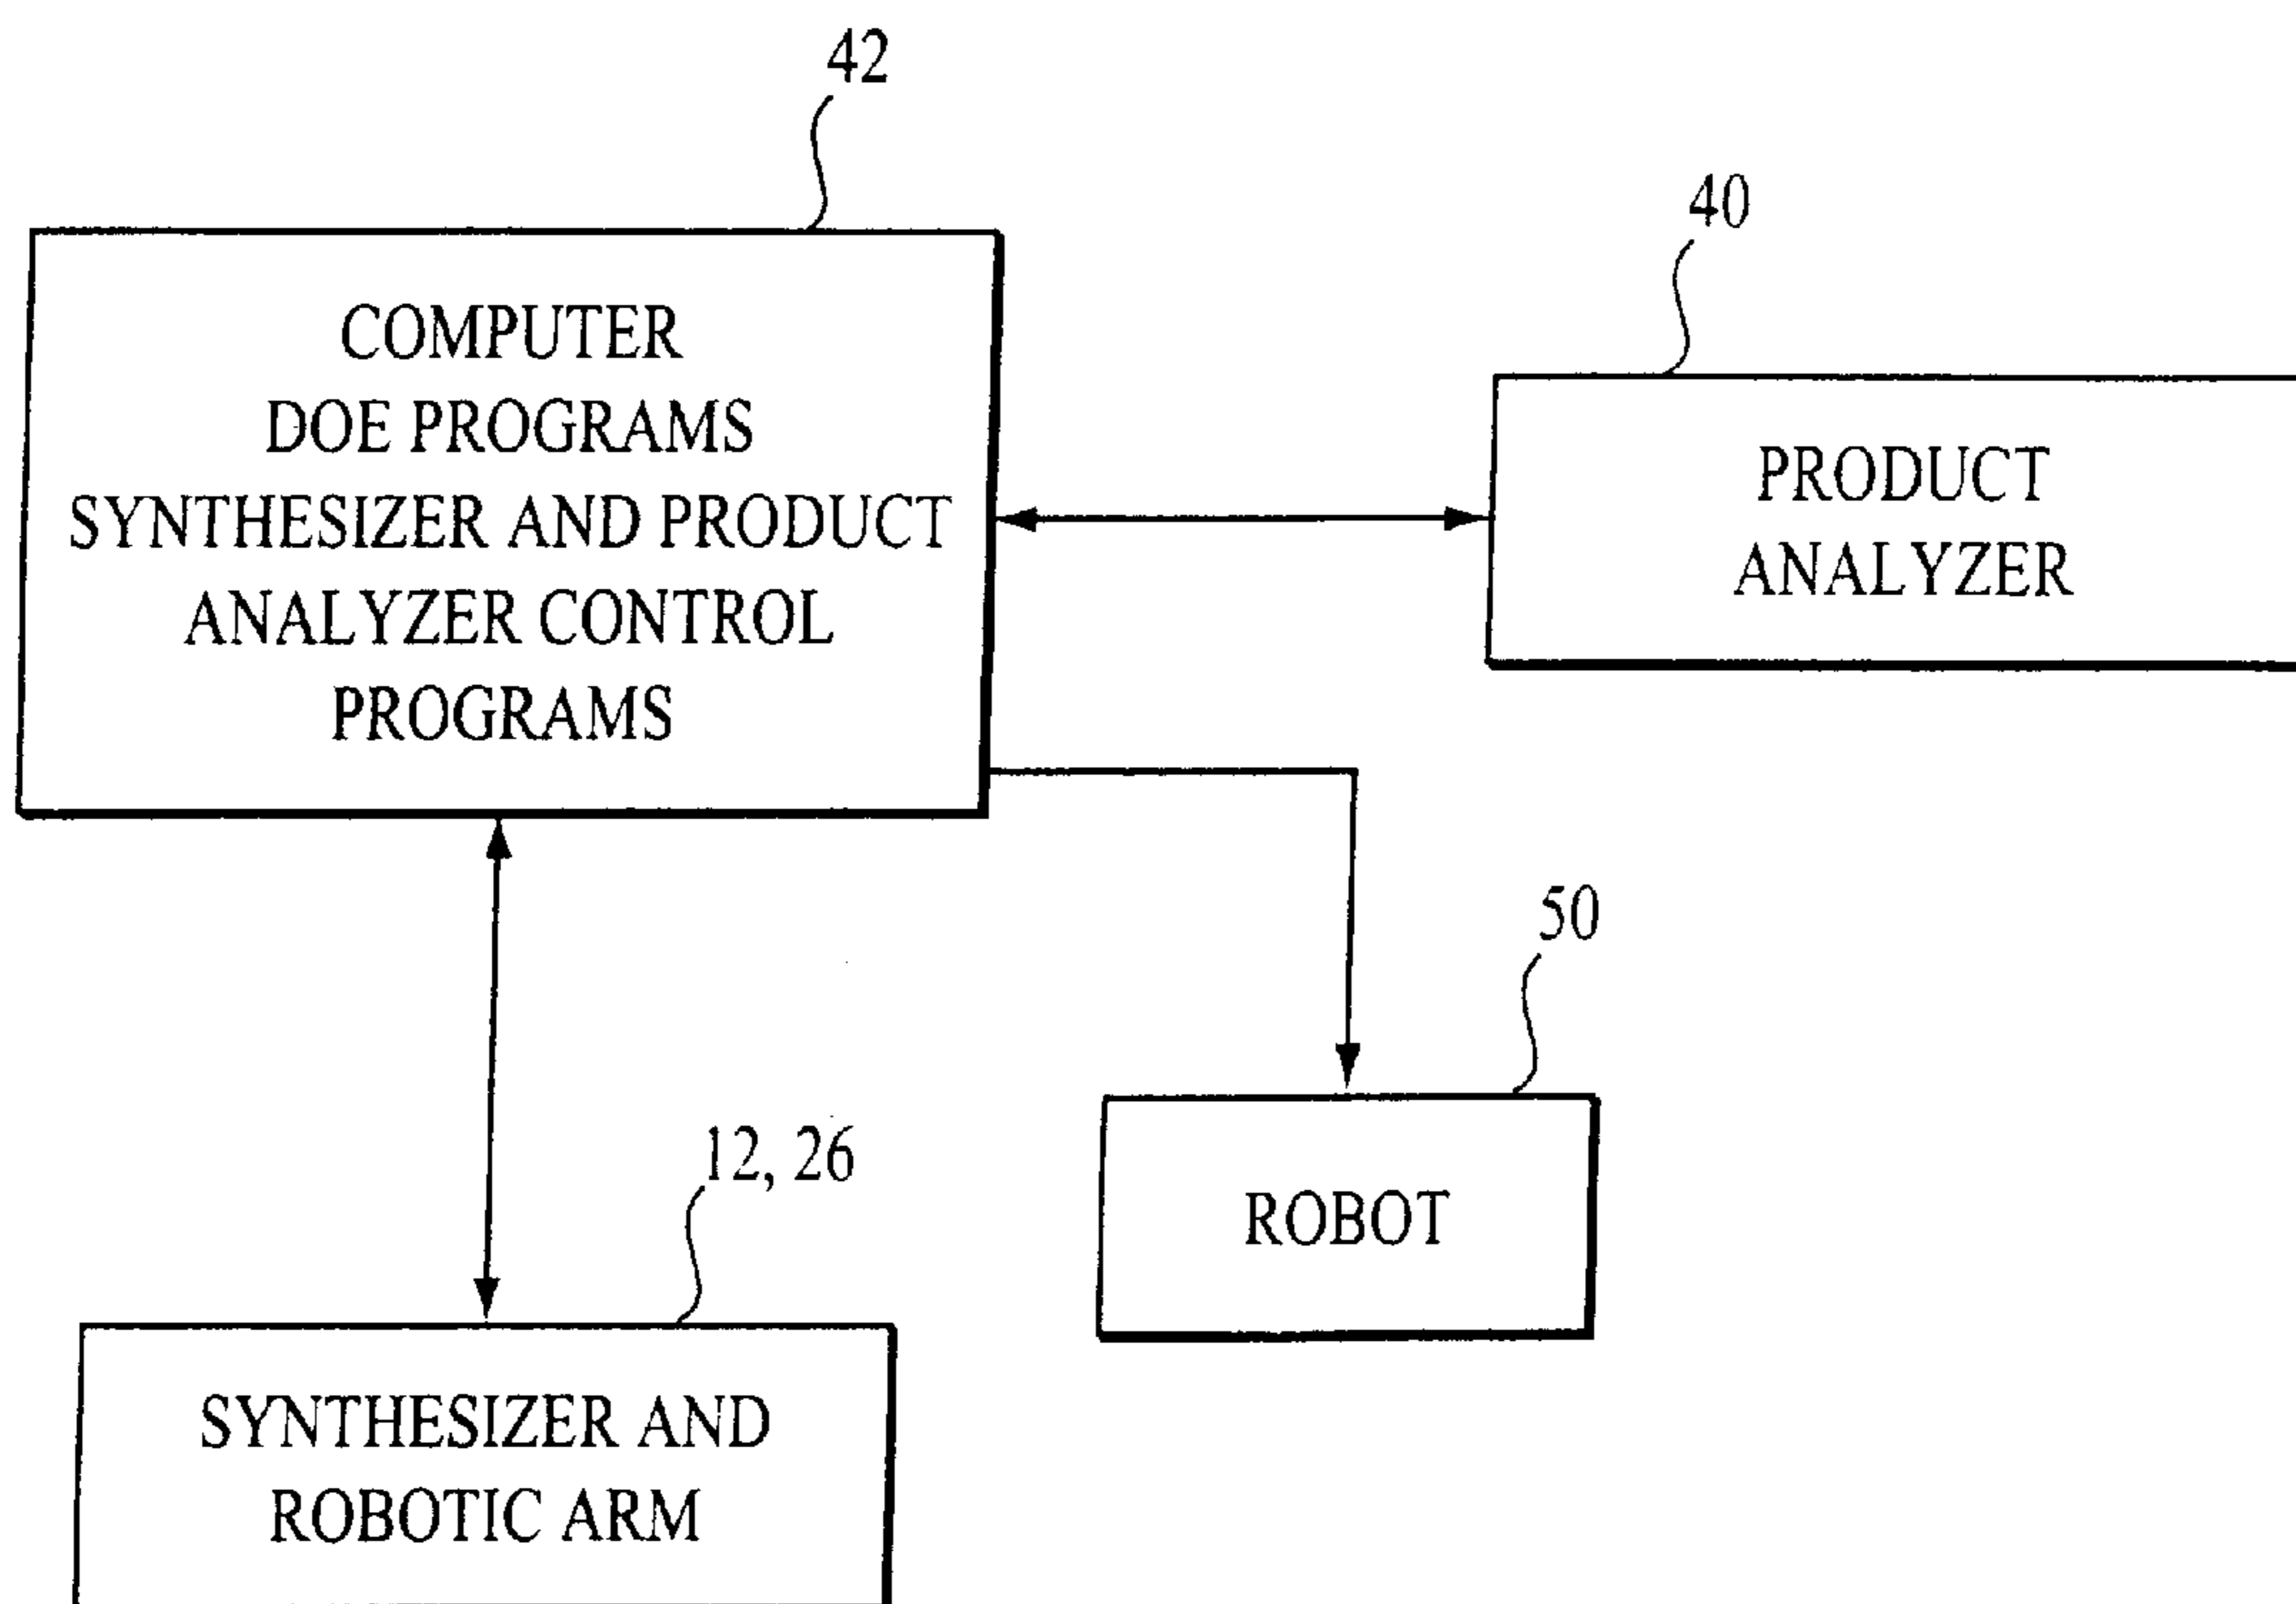 42
40
COMPUTER
DOE PROGRAMS
SYNTHESIZER AND PRODUCT
ANALYZER CONTROL
PROGRAMS
PRODUCT
ANALYZER
50
12, 26
ROBOT
SYNTHESIZER AND
ROBOTIC ARM